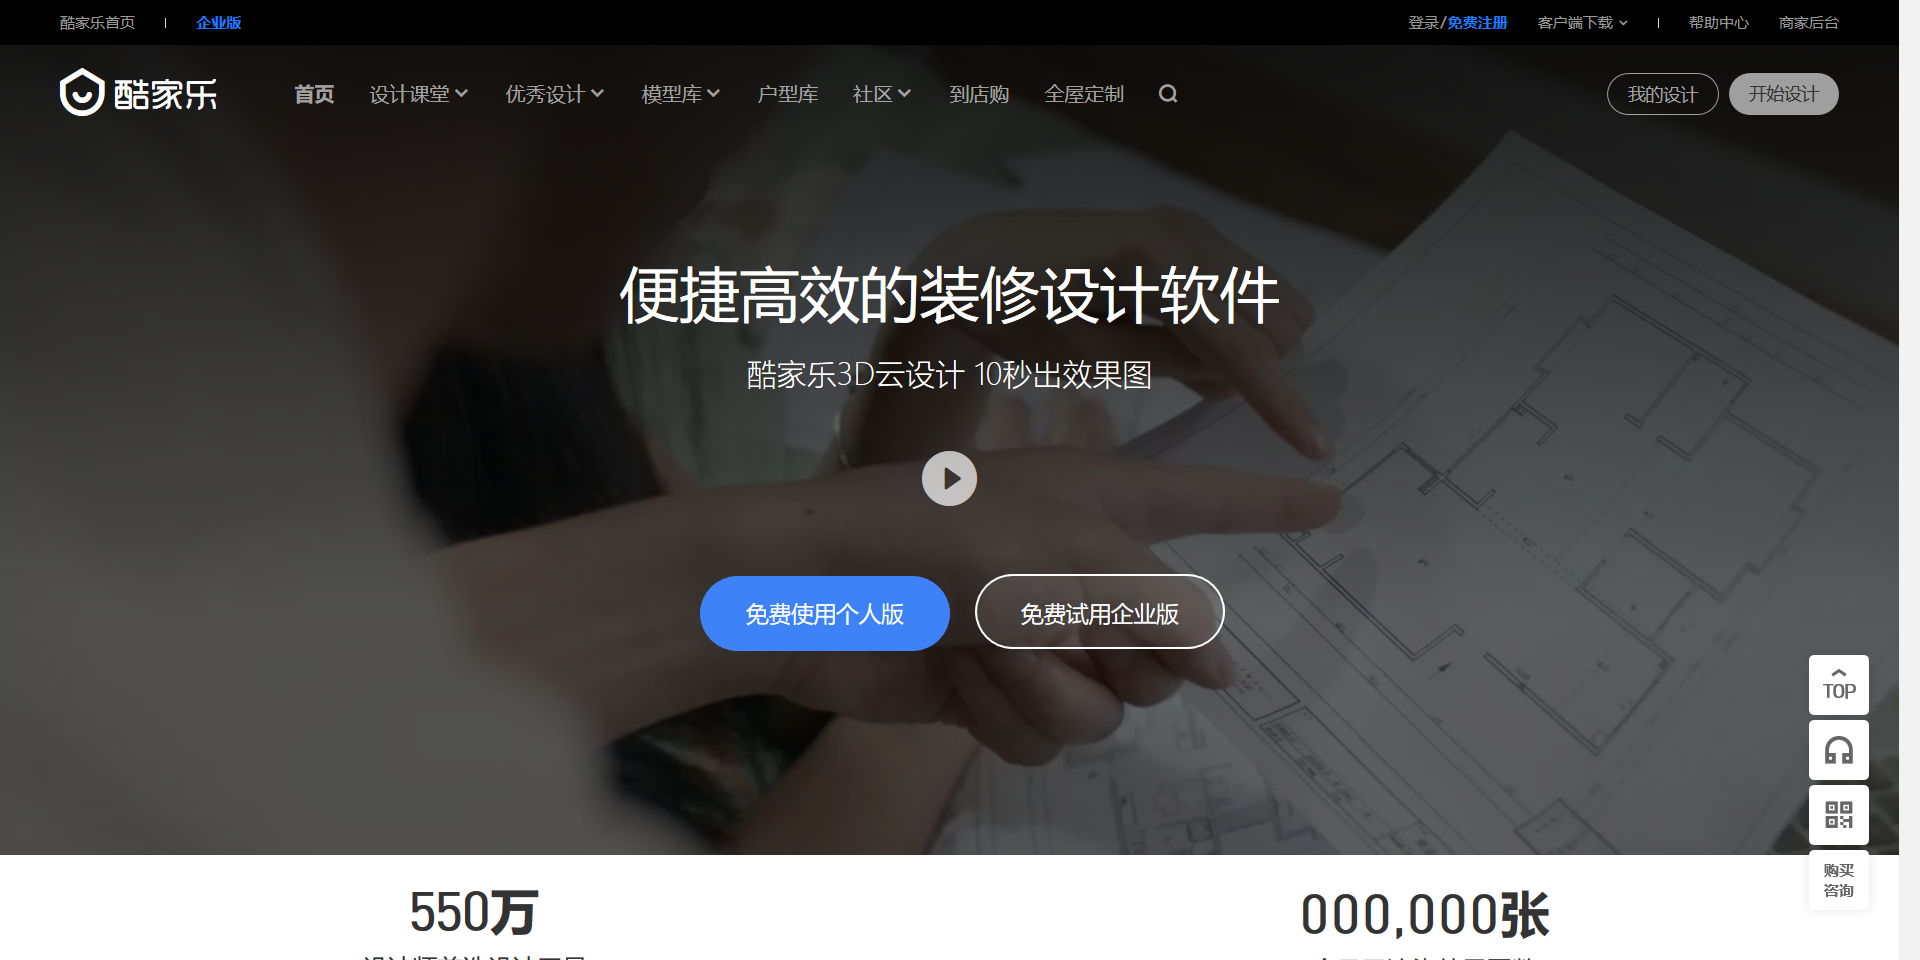 酷家乐首页
企业版
登录/免费注册
客户端下载
帮助中心
商家后台
酷家乐
首页
设计课堂
优秀设计
模型库
户型库
社区
到店购
全屋定制
我的设计
开始设计
便捷高效的装修设计软件
酷家乐3D云设计 10秒出效果图
免费使用个人版
免费试用企业版
TOP
购买
咨询
550万
000,000张